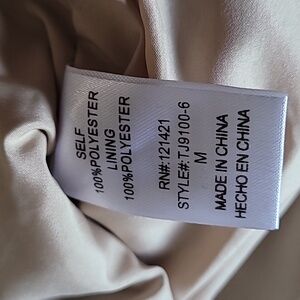 SELF
100%POLYESTER
LINING
100%POLYESTER
RN#:121421
STYLE#:TJ9100-6
M
MADE IN CHINA
HECHO EN CHINA